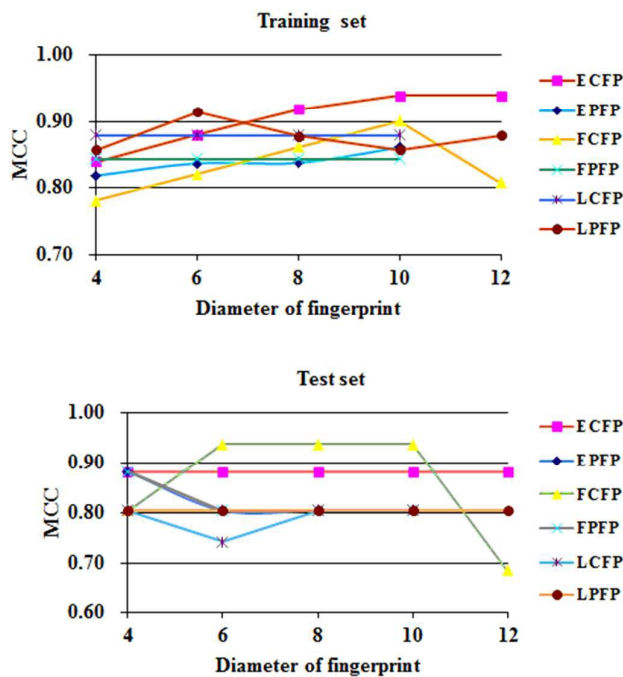 Training set
1.00
0.90
0.80
0.70
MCC
4 6 8 10 12
Diameter of fingerprint
ECFP
EPFP
FCFP
FPFP
LCFP
LPFP
Test set
1.00
0.90
0.80
0.70
0.60
MCC
4 6 8 10 12
Diameter of fingerprint
ECFP
EPFP
FCFP
FPFP
LCFP
LPFP